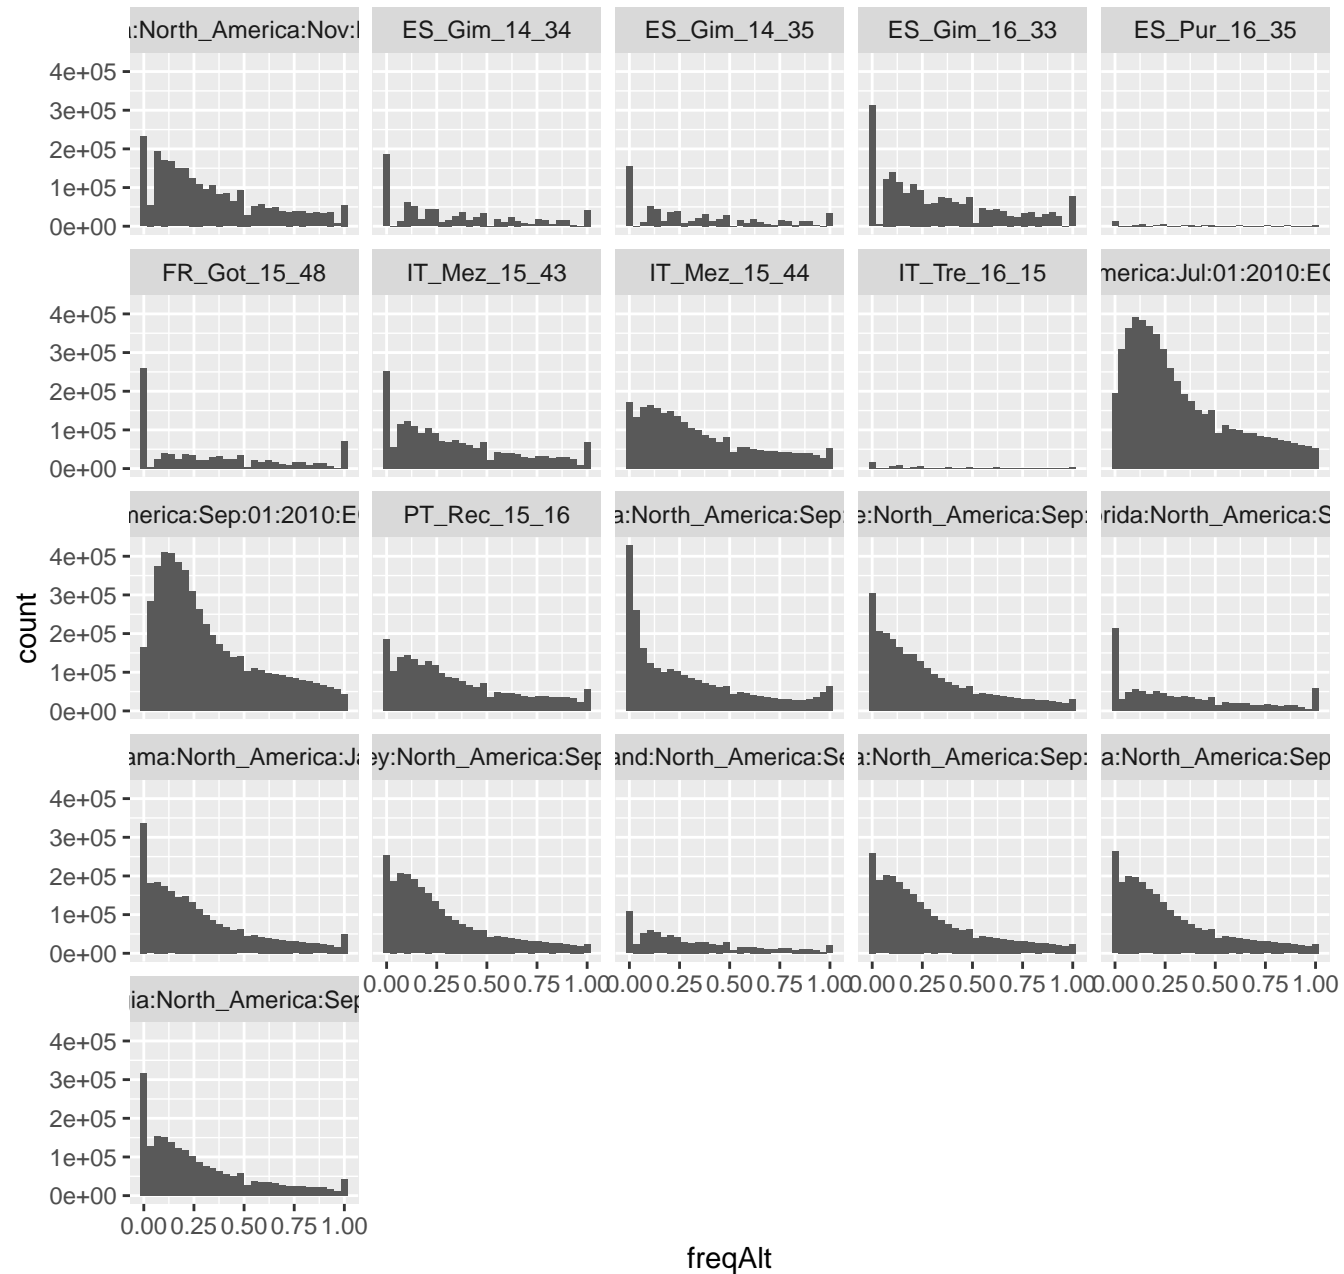 a:North_America:Nov:
ES_Gim_14_34
ES_Gim_14_35
ES_Gim_16_33
ES_Pur_16_35
4e+05
3e+05
2e+05
1e+05
0e+00
FR_Got_15_48
IT_Mez_15_43
IT_Mez_15_44
IT_Tre_16_15
merica:Jul:01:2010:E
4e+05
3e+05
2e+05
1e+05
0e+00
merica:Sep:01:2010:E
PT_Rec_15_16
a:North_America:Sep:
e:North_America:Sep:
rida:North_America:S
4e+05
3e+05
2e+05
1e+05
0e+00
ama:North_America:Ja
ey:North_America:Sep
and:North_America:Se
a:North_America:Sep:
a:North_America:Sep
4e+05
3e+05
2e+05
1e+05
0e+00
0.00 0.25 0.50 0.75 1.00
0.00 0.25 0.50 0.75 1.00
0.00 0.25 0.50 0.75 1.00
0.00 0.25 0.50 0.75 1.00
ia:North_America:Sep
4e+05
3e+05
2e+05
1e+05
0e+00
0.00 0.25 0.50 0.75 1.00
count
freqAlt